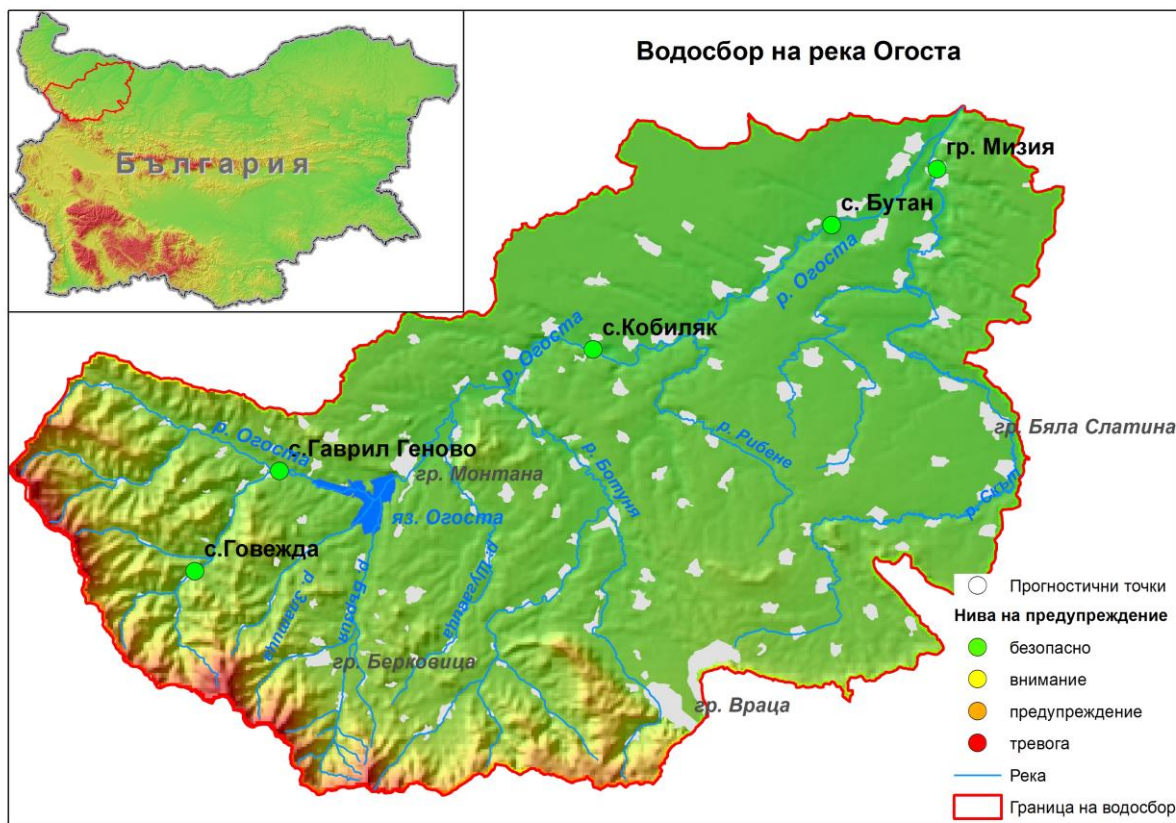 Водосбор на река Огоста
България
гр. Мизия
с. Бутан
р. Огоста
с.Кобиляк
р. Огоста
гр. Бяла Слатина
р. Огоста
с.Гаврил Геново
р. Рибене
гр. Монтана
р. Ботуня
р. Скът
яз. Огоста
с.Говежда
р. Златица
р. Бързия
р. Шугавица
гр. Берковица
гр. Враца
Прогностични точки
Нива на предупреждение
безопасно
внимание
предупреждение
тревога
Река
Граница на водосбор